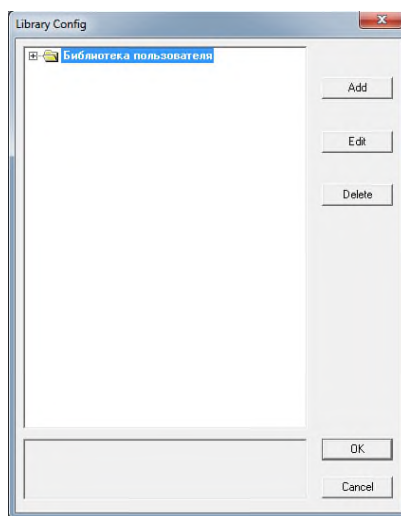 Library Config
Библиотека пользователя
Add
Edit
Delete
OK
Cancel